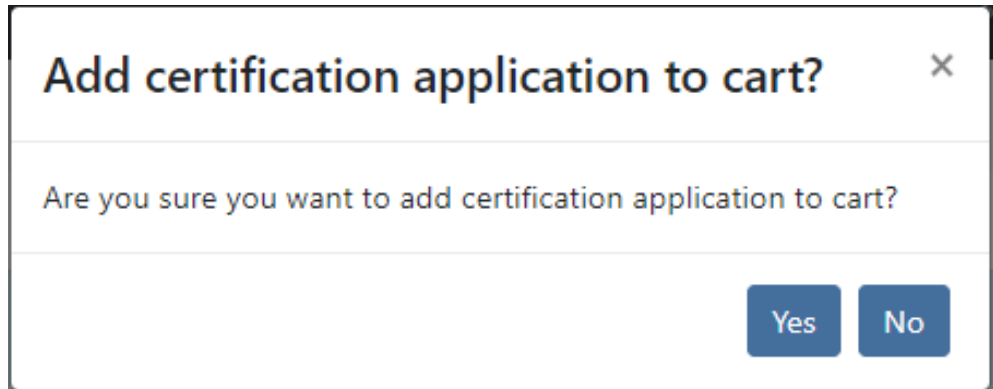 Add certification application to cart? ×
Are you sure you want to add certification application to cart?
Yes No